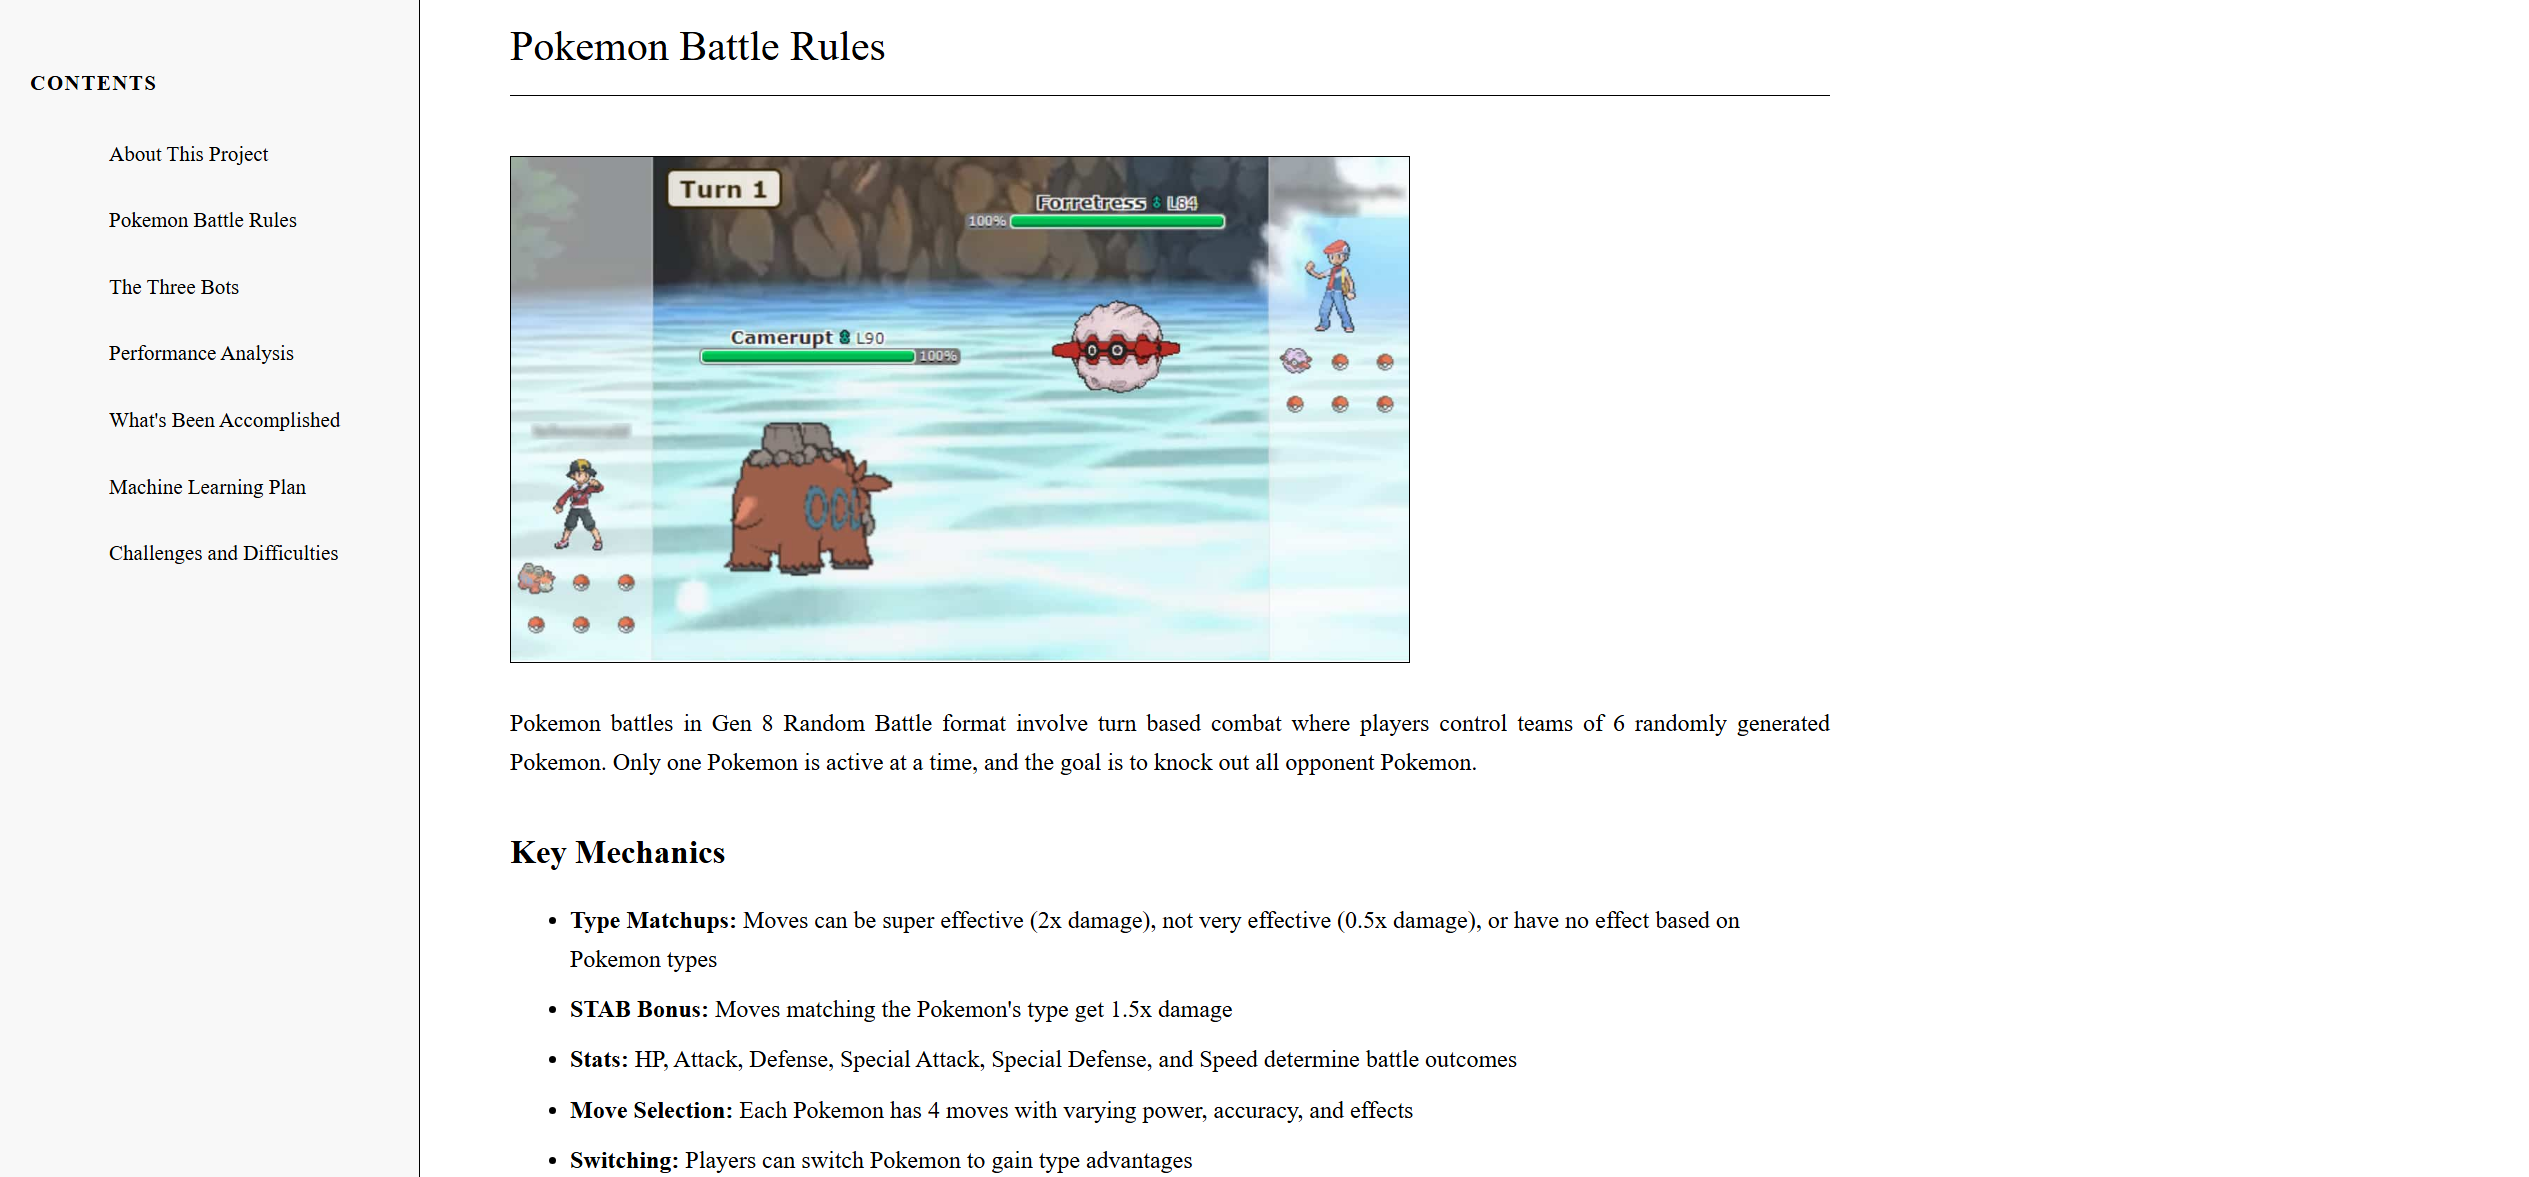 CONTENTS
About This Project
Pokemon Battle Rules
The Three Bots
Performance Analysis
What's Been Accomplished
Machine Learning Plan
Challenges and Difficulties
Pokemon Battle Rules
Turn 1
Forretress L84
100%
Camerupt L90
100%
Pokemon battles in Gen 8 Random Battle format involve turn based combat where players control teams of 6 randomly generated
Pokemon. Only one Pokemon is active at a time, and the goal is to knock out all opponent Pokemon.
Key Mechanics
• Type Matchups: Moves can be super effective (2x damage), not very effective (0.5x damage), or have no effect based on
Pokemon types
• STAB Bonus: Moves matching the Pokemon's type get 1.5x damage
• Stats: HP, Attack, Defense, Special Attack, Special Defense, and Speed determine battle outcomes
• Move Selection: Each Pokemon has 4 moves with varying power, accuracy, and effects
• Switching: Players can switch Pokemon to gain type advantages